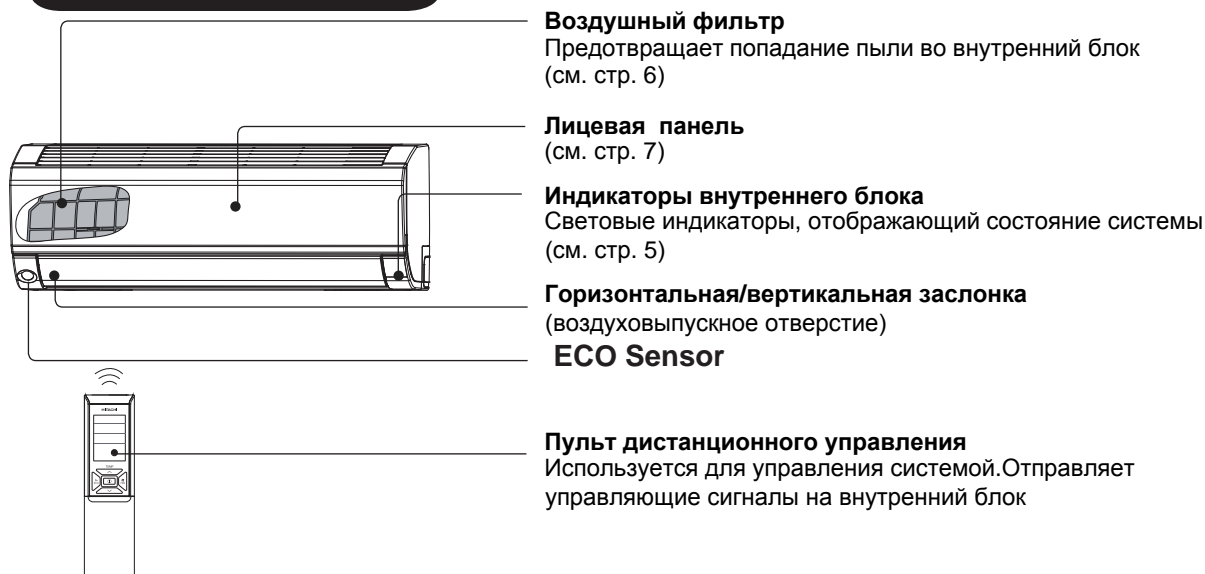 Воздушный фильтр
Предотвращает попадание пыли во внутренний блок
(см. стр. 6)
Лицевая панель
(см. стр. 7)
Индикаторы внутреннего блока
Световые индикаторы, отображающий состояние системы
(см. стр. 5)
Горизонтальная/вертикальная заслонка
(воздуховыпускное отверстие)
ECO Sensor
Пульт дистанционного управления
Используется для управления системой.Отправляет
управляющие сигналы на внутренний блок
HITACHI
TEMP